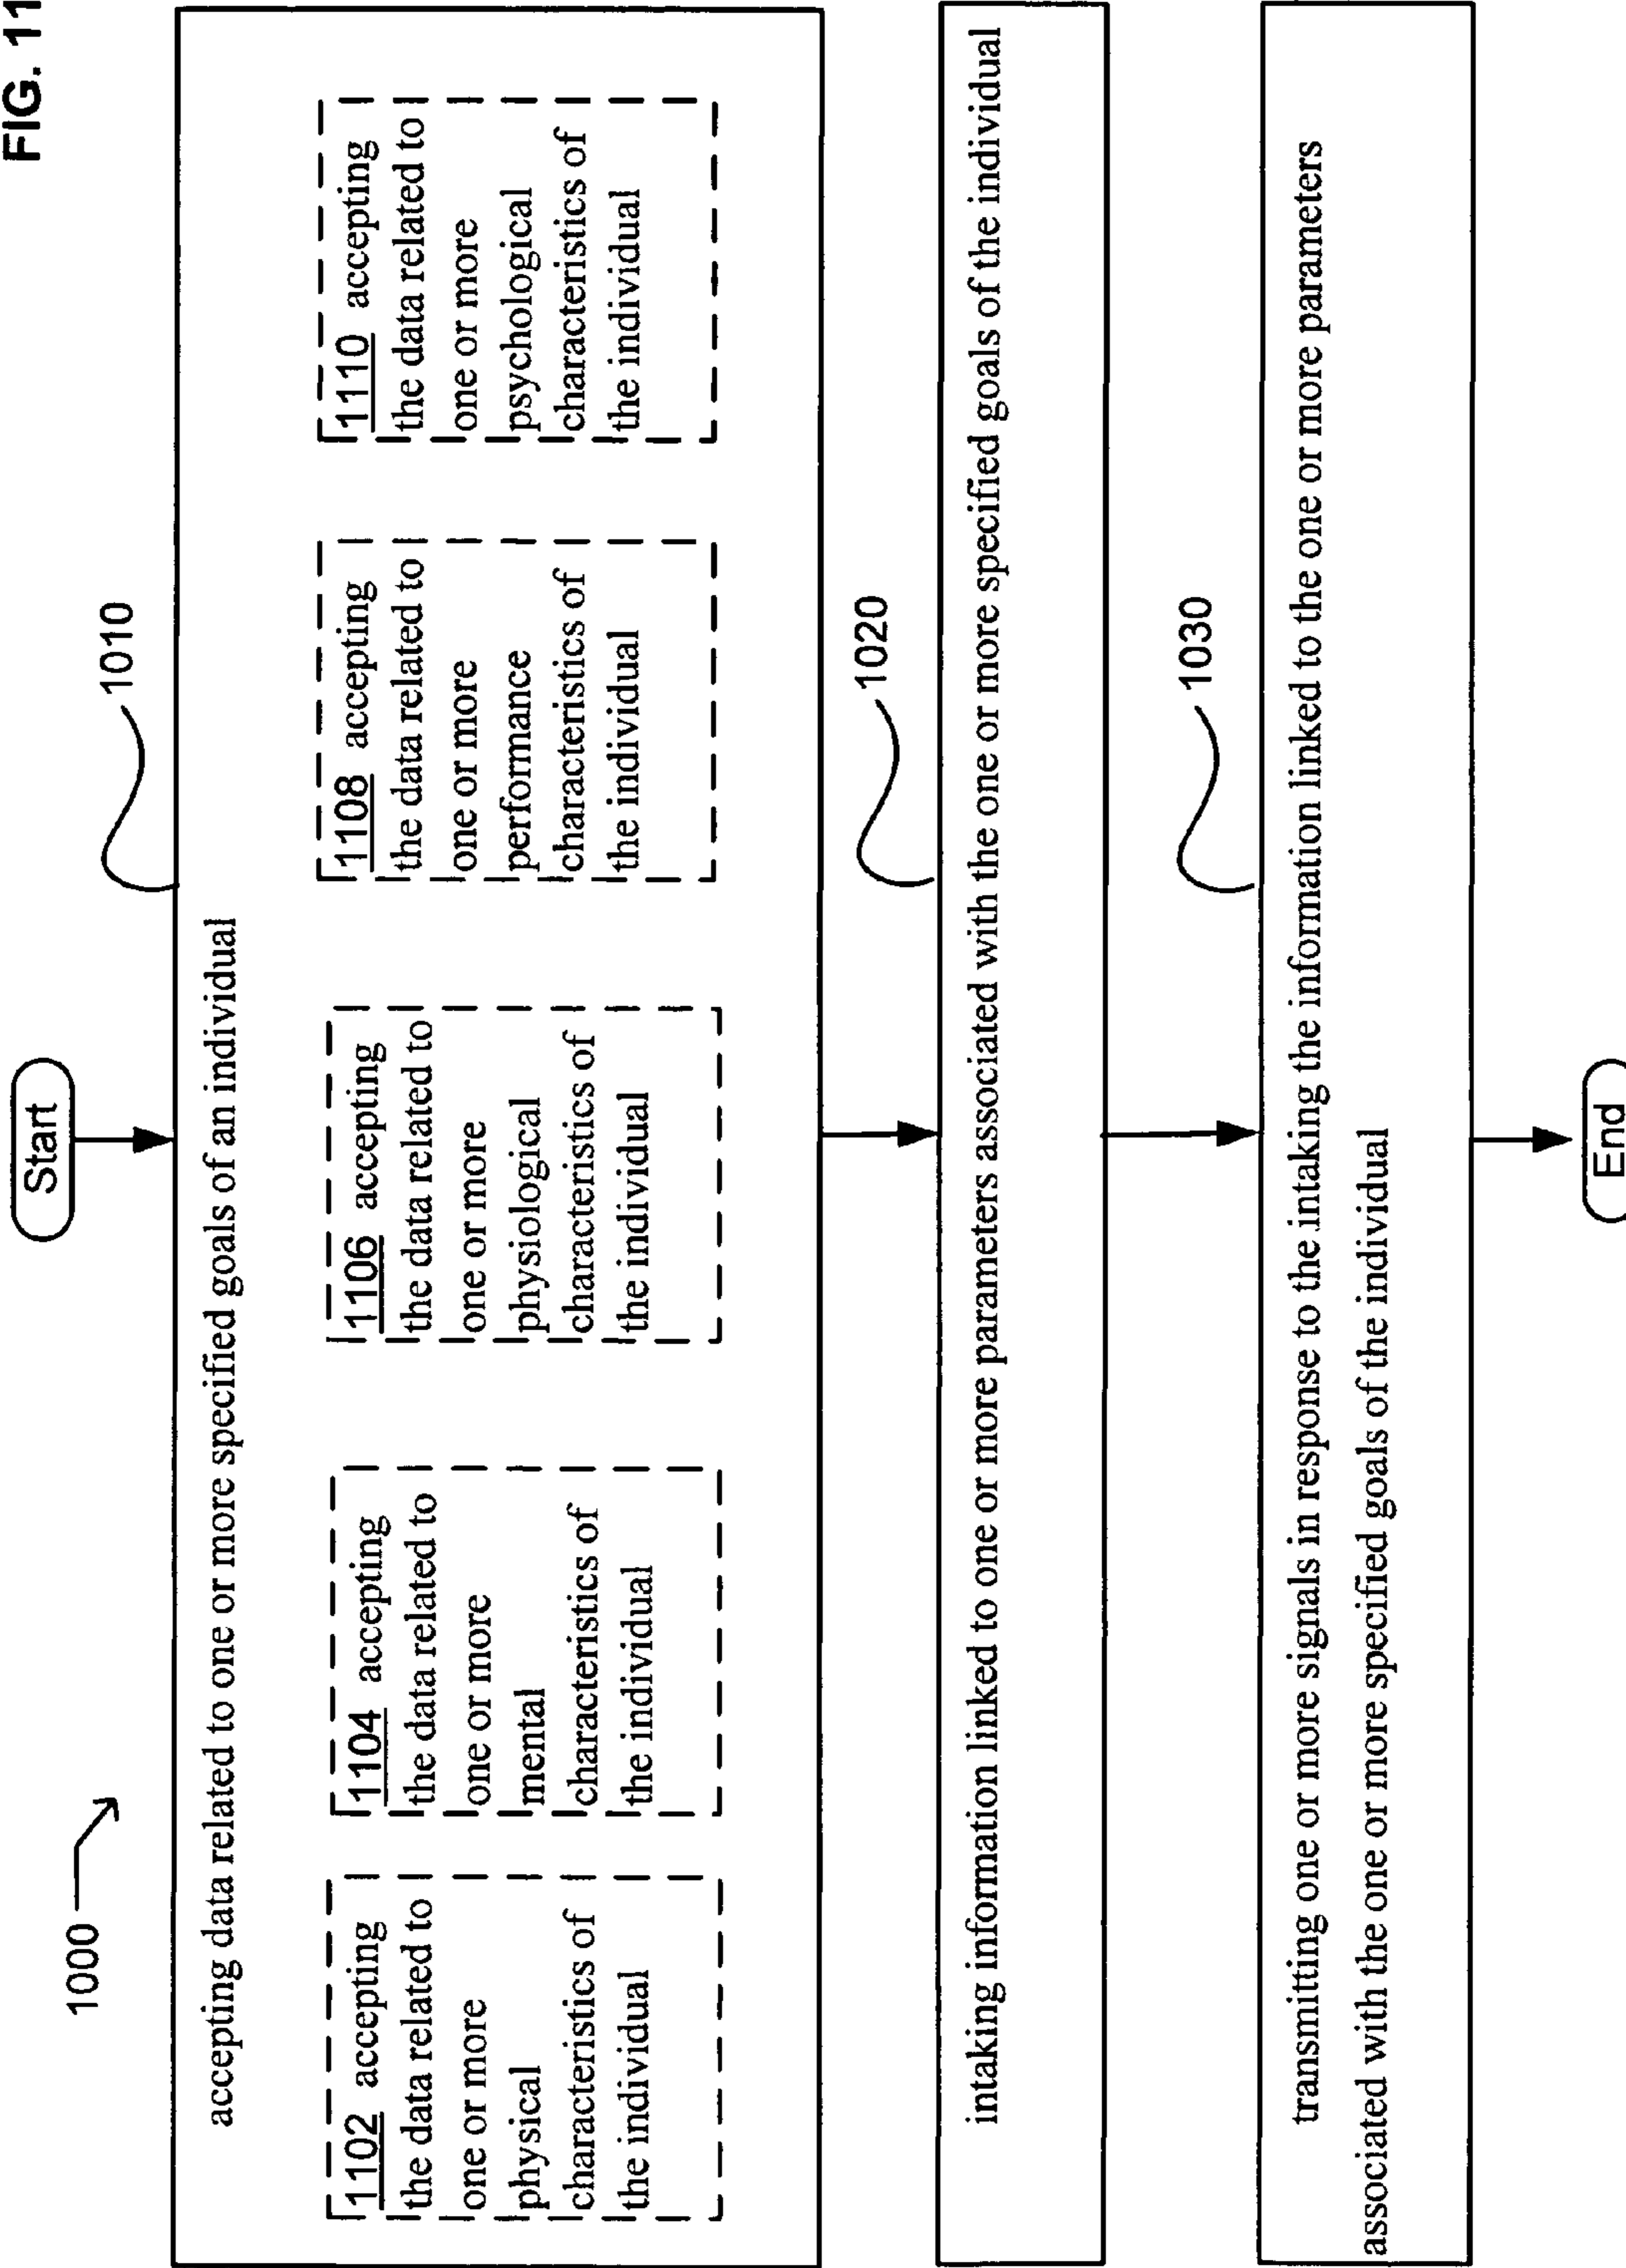 FIG. 11
1000
Start
1010
accepting data related to one or more specified goals of an individual
1102 accepting
the data related to
one or more
physical
characteristics of
the individual
1104 accepting
the data related to
one or more
mental
characteristics of
the individual
1106 accepting
the data related to
one or more
physiological
characteristics of
the individual
1108 accepting
the data related to
one or more
performance
characteristics of
the individual
1110 accepting
the data related to
one or more
psychological
characteristics of
the individual
1020
intaking information linked to one or more parameters associated with the one or more specified goals of the individual
1030
transmitting one or more signals in response to the intaking the information linked to the one or more parameters
associated with the one or more specified goals of the individual
End